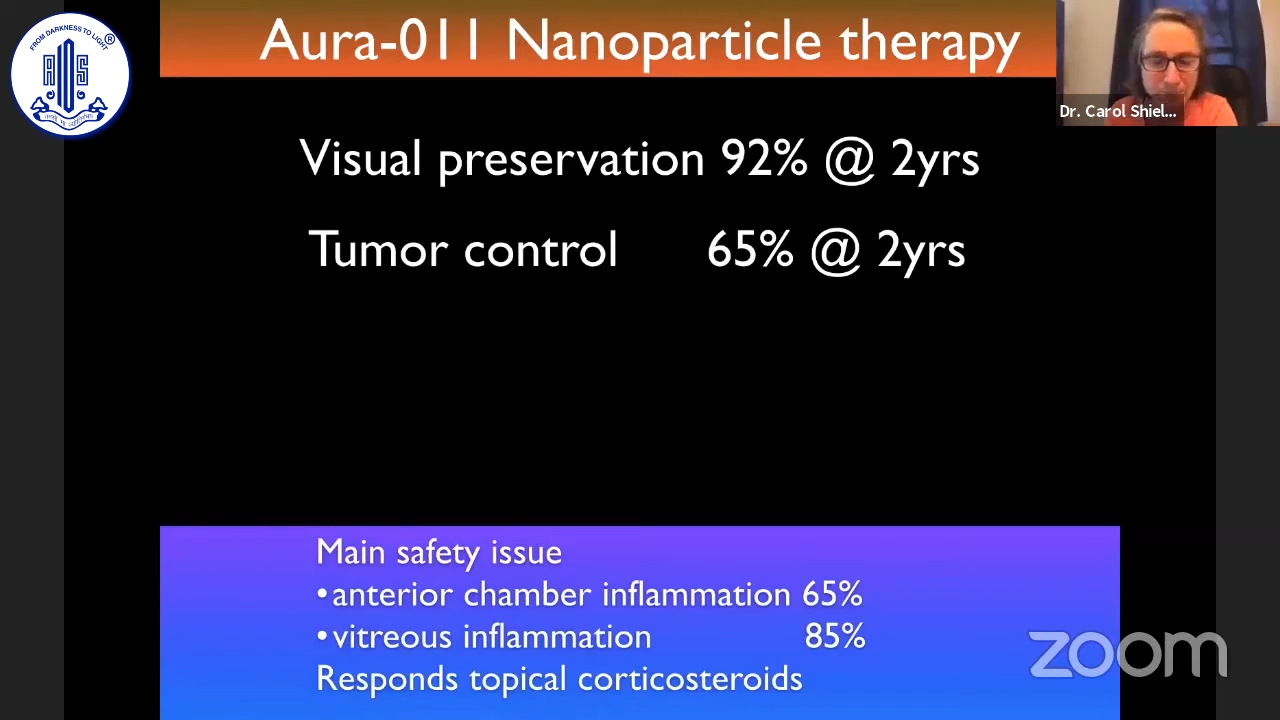 Aura-011 Nanoparticle therapy
FROM DARKNESS TO LIGHT
®
Dr. Carol Shiel...
Visual preservation 92% @ 2yrs
Tumor control 65% @ 2yrs
Main safety issue
•anterior chamber inflammation 65%
•vitreous inflammation 85%
Responds topical corticosteroids
zoom